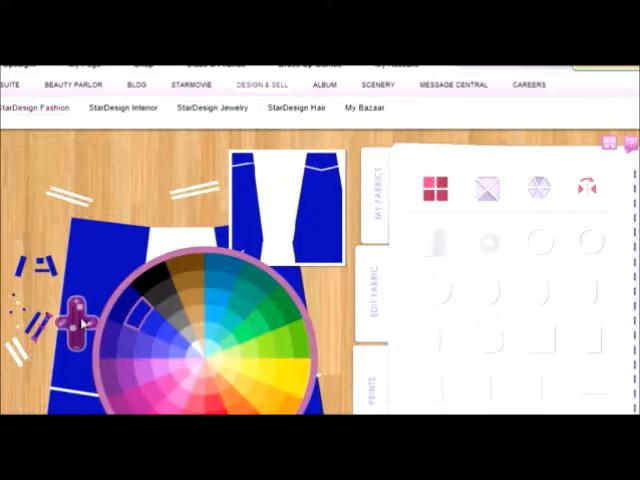 SUITE BEAUTY PARLOR BLOG STARMOVIE DESIGN & SELL ALBUM SCENERY MESSAGE CENTRAL CAREERS
StarDesign Fashion StarDesign Interior StarDesign Jewelry StarDesign Hair My Bazaar
MY FABRICS
EDIT FABRIC
PRINTS